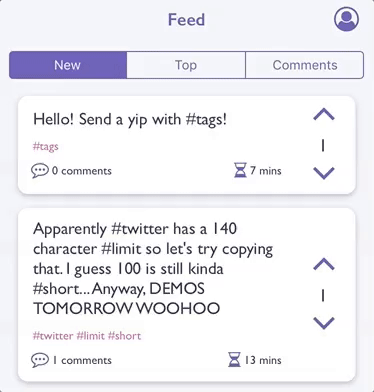 Feed
New Top Comments
Hello! Send a yip with #tags!
1
#tags
0 comments 7 mins
Apparently #twitter has a 140
character #limit so let's try copying
that. I guess 100 is still kinda
#short... Anyway, DEMOS
TOMORROW WOOHOO
1
#twitter #limit #short
1 comments 13 mins